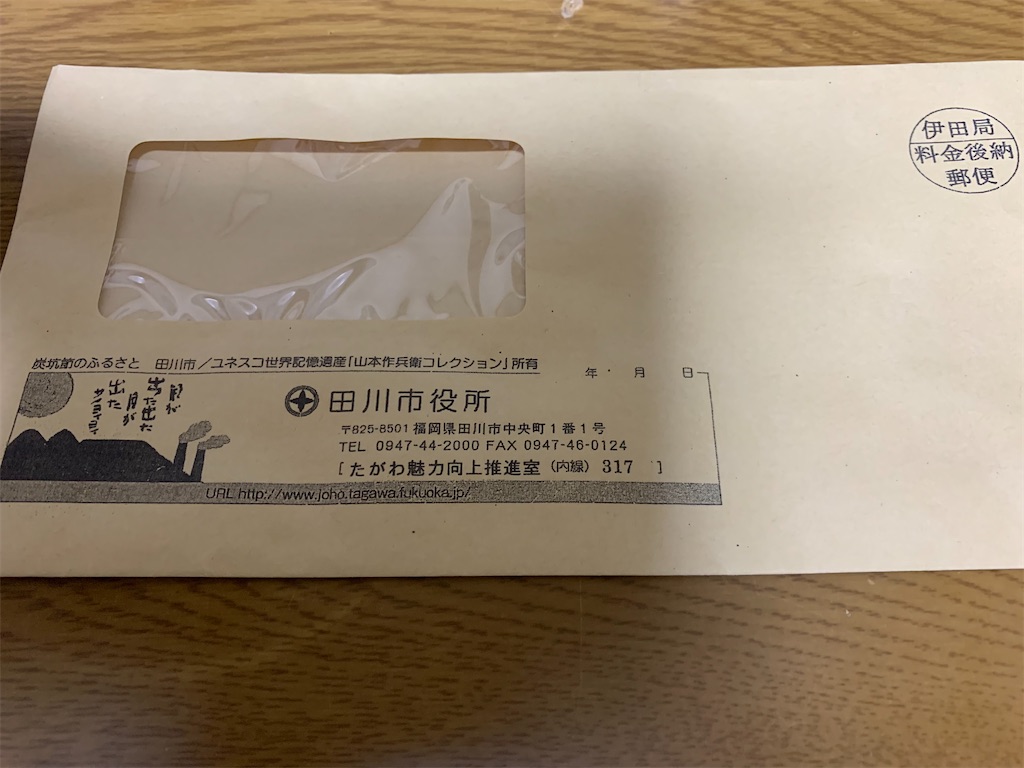 伊田局
料金後納
郵便
炭坑節のふるさと 田川市/ユネスコ世界記憶遺産「山本作兵衛コレクション」所有
年 月 日
月が
出た出た
月が
出た
サノヨイヨイ
田川市役所
〒825-8501 福岡県田川市中央町1番1号
TEL 0947-44-2000 FAX 0947-46-0124
[たがわ魅力向上推進室(内線)317 ]
URL http://www.joho.tagawa.fukuoka.jp/